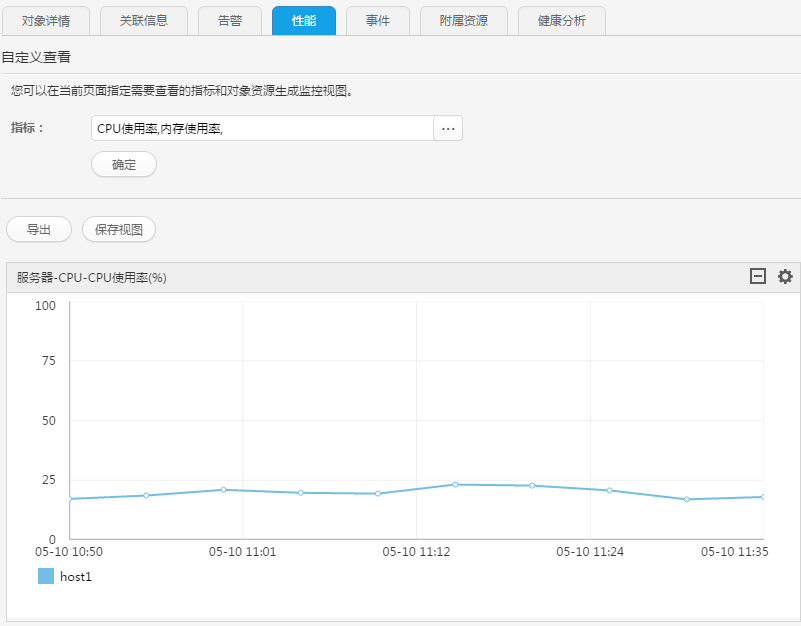 对象详情 关联信息 告警 性能 事件 附属资源 健康分析
自定义查看
您可以在当前页面指定需要查看的指标和对象资源生成监控视图。
指标： CPU使用率,内存使用率, ...
确定
导出 保存视图
服务器-CPU-CPU使用率(%)
100
75
50
25
0
05-10 10:50 05-10 11:01 05-10 11:12 05-10 11:24 05-10 11:35
host1